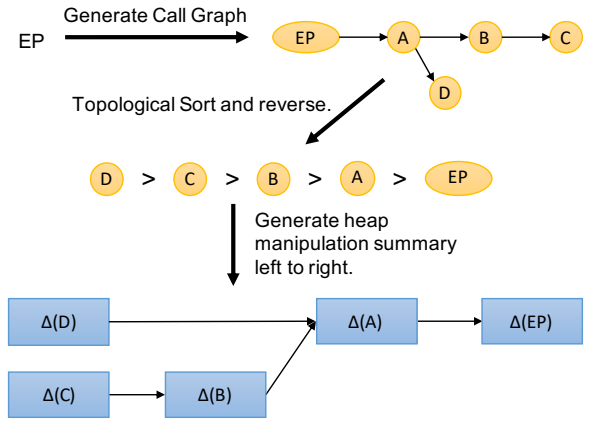 Generate Call Graph
EP
EP A B C
D
Topological Sort and reverse.
D > C > B > A > EP
Generate heap
manipulation summary
left to right.
Δ(D) Δ(A) Δ(EP)
Δ(C) Δ(B)